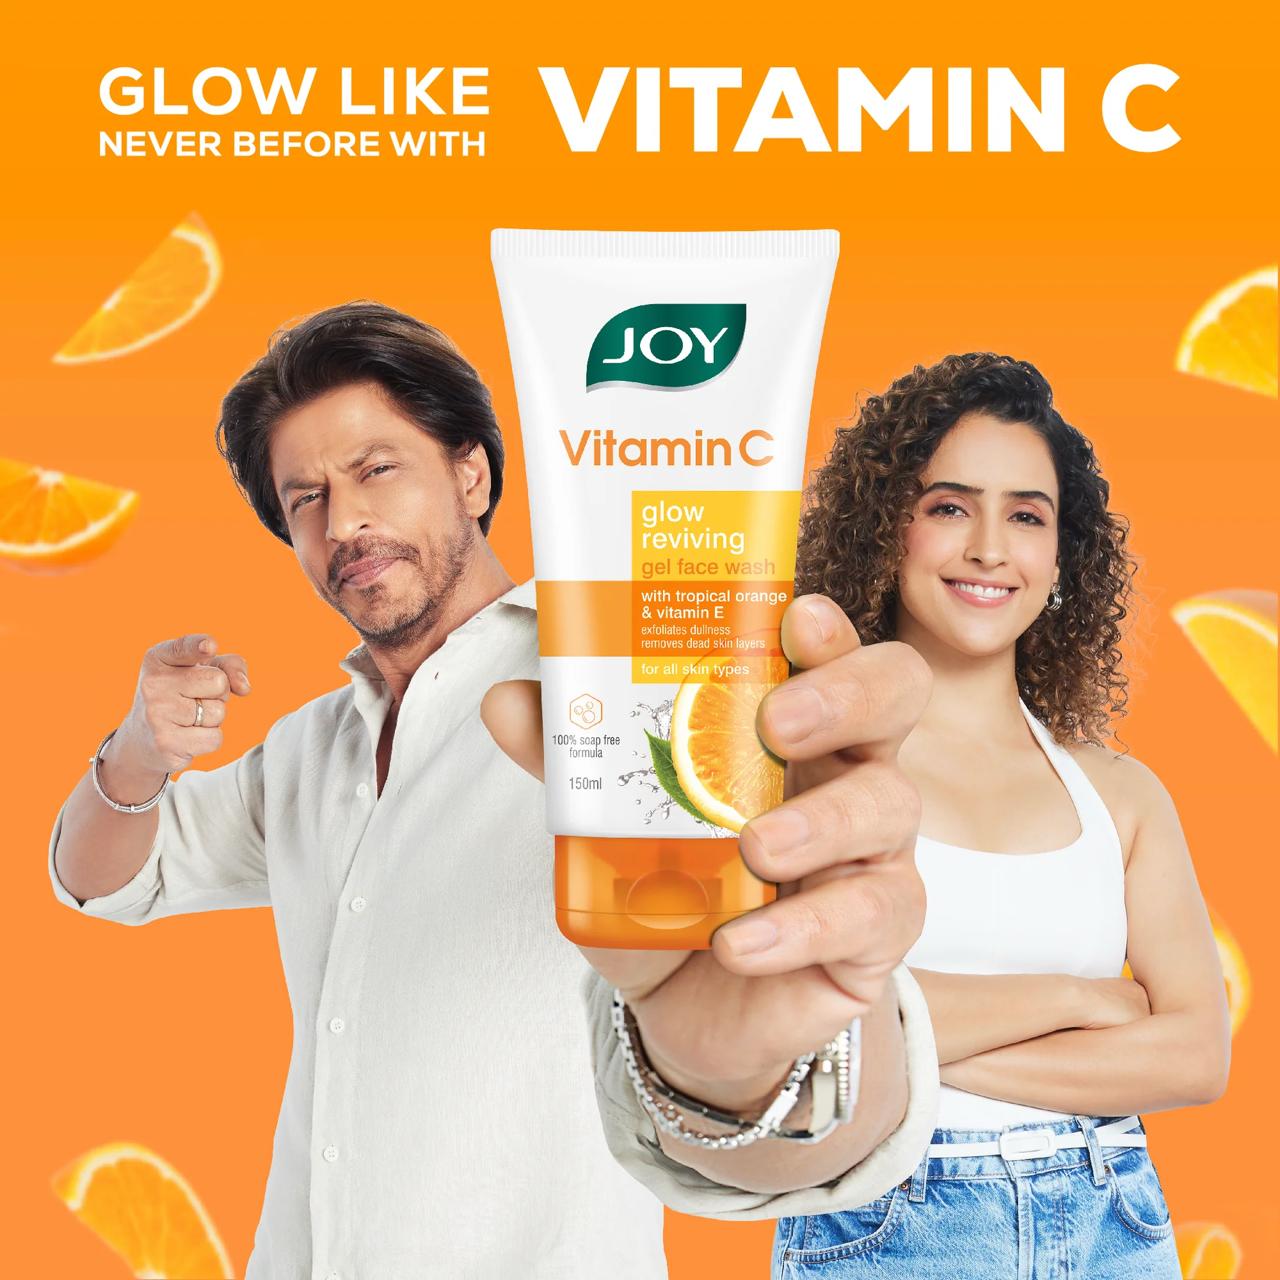 GLOW LIKE
NEVER BEFORE WITH
VITAMIN C
JOY
Vitamin C
glow
reviving
gel face wash
with tropical orange
& vitamin E
exfoliates dullness
removes dead skin layers
for all skin types
100% soap free
formula
150ml